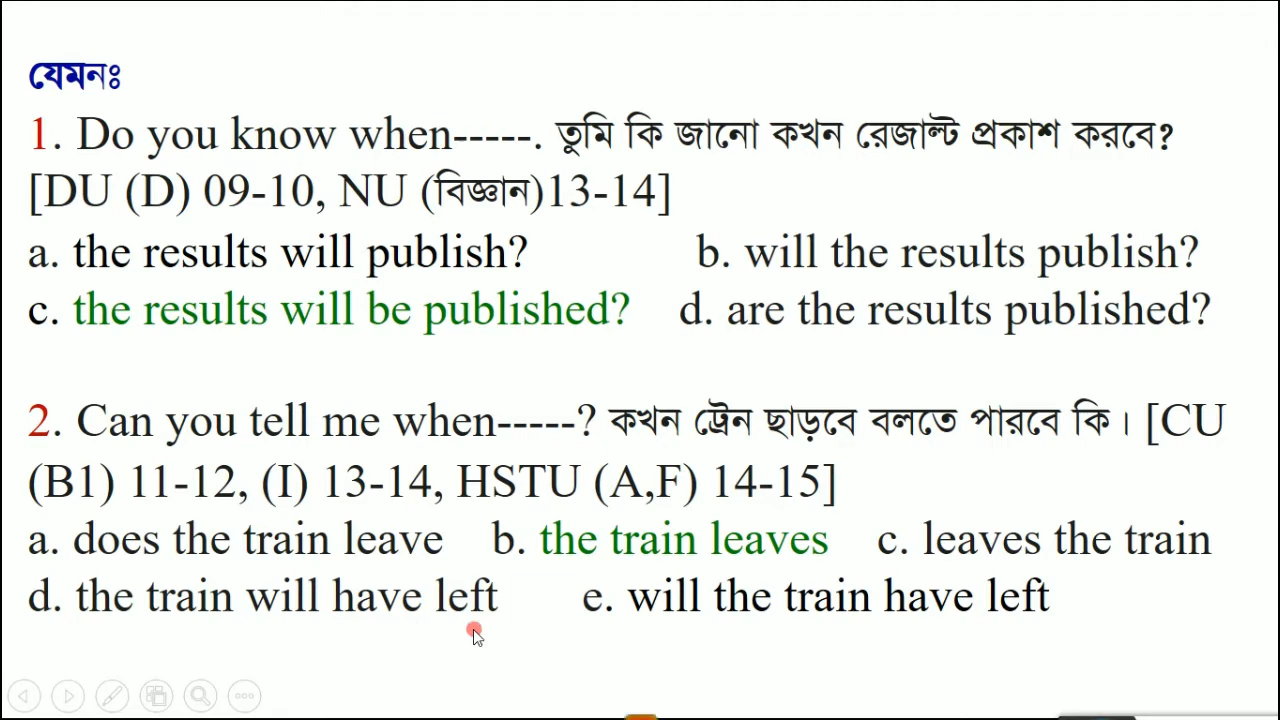 যেমনঃ
1. Do you know when-----. তুমি কি জানো কখন রেজাল্ট প্রকাশ করবে?
[DU (D) 09-10, NU (বিজ্ঞান)13-14]
a. the results will publish? b. will the results publish?
c. the results will be published? d. are the results published?
2. Can you tell me when-----? কখন ট্রেন ছাড়বে বলতে পারবে কি। [CU
(B1) 11-12, (I) 13-14, HSTU (A,F) 14-15]
a. does the train leave b. the train leaves c. leaves the train
d. the train will have left e. will the train have left